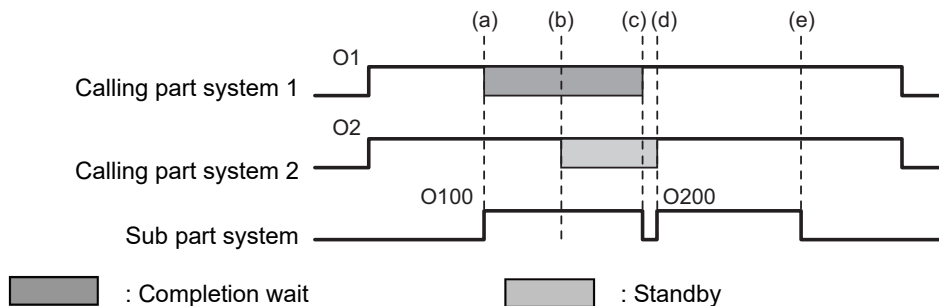 (a) (b) (c) (d) (e)
O1
Calling part system 1
O2
Calling part system 2
O100 O200
Sub part system
: Completion wait : Standby